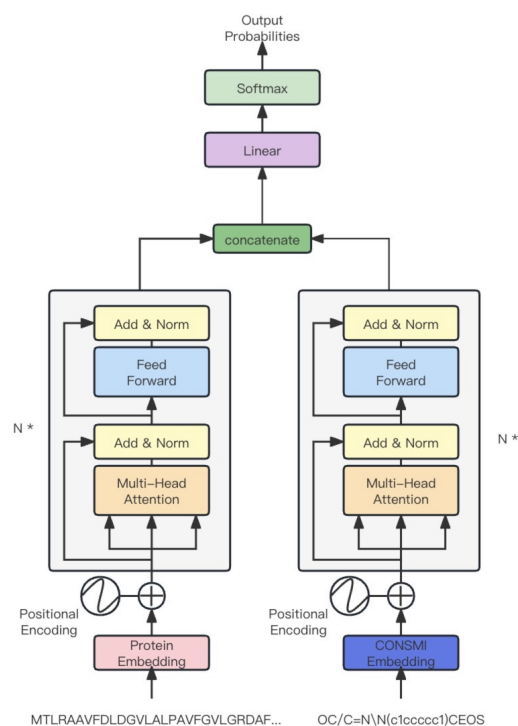 Output
Probabilities
Softmax
Linear
concatenate
Add & Norm
Feed
Forward
N *
Add & Norm
Multi-Head
Attention
Positional
Encoding
Protein
Embedding
MTLRAAVFDLDGVLALPAVFGVLGRDAF...
Add & Norm
Feed
Forward
Add & Norm
N *
Multi-Head
Attention
Positional
Encoding
CONSMI
Embedding
OC/C=N\N(c1ccccc1)CEOS